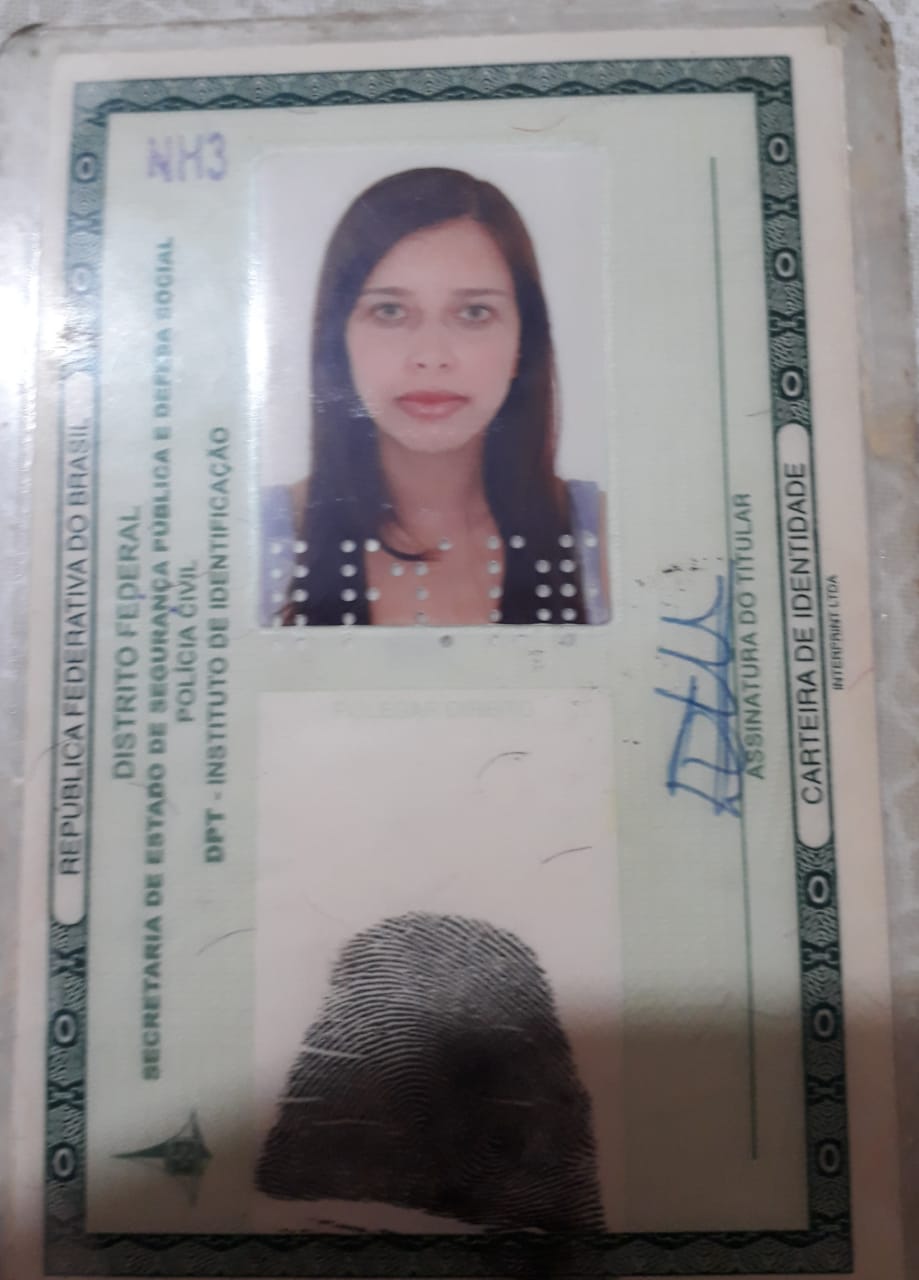 NH3
REPÚBLICA FEDERATIVA DO BRASIL
DISTRITO FEDERAL
SECRETARIA DE ESTADO DE SEGURANÇA PÚBLICA E DEFESA SOCIAL
POLÍCIA CIVIL
DPT - INSTITUTO DE IDENTIFICAÇÃO
POLEGAR DIREITO
ASSINATURA DO TITULAR
CARTEIRA DE IDENTIDADE
INTERPRINT LTDA